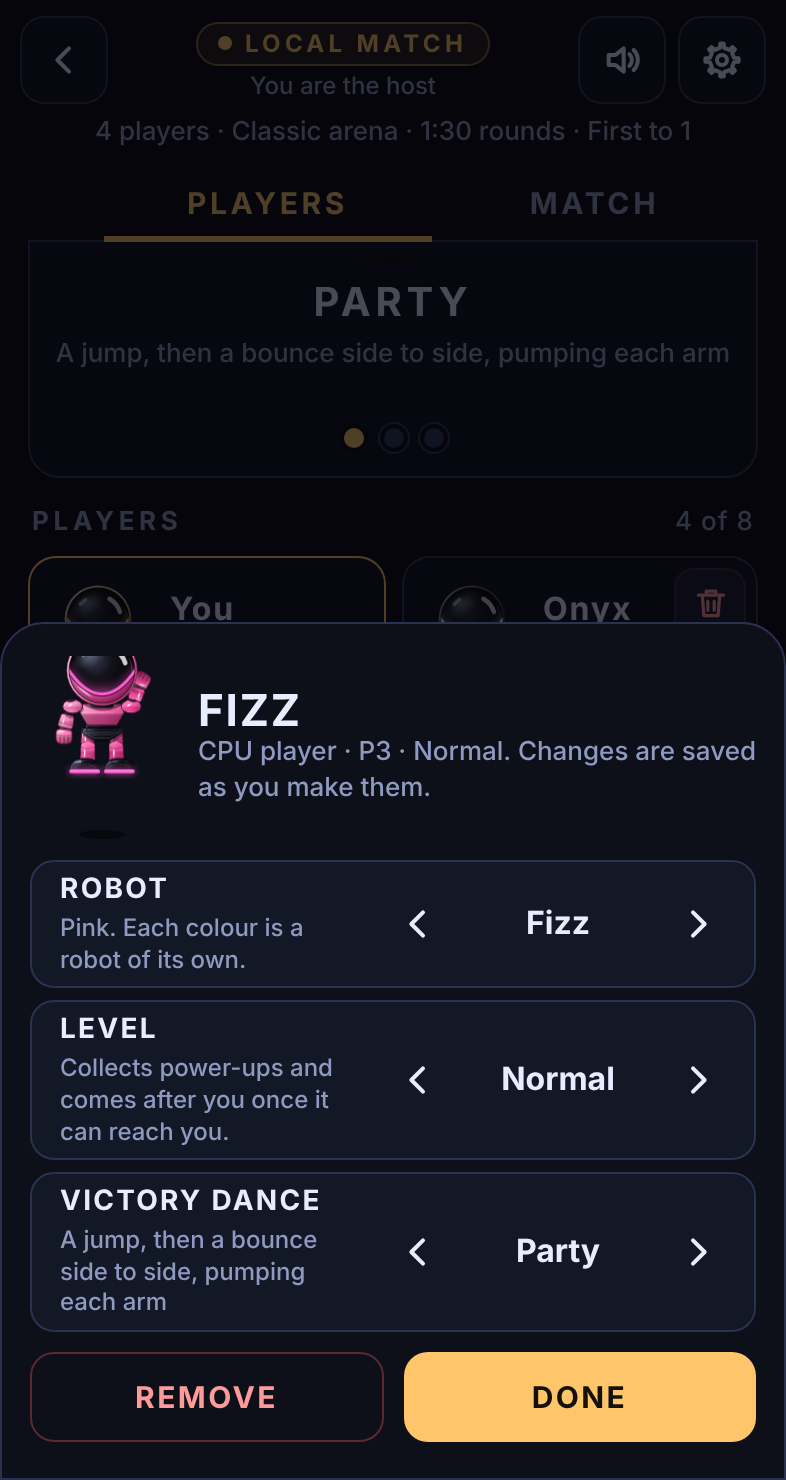 LOCAL MATCH
You are the host
4 players · Classic arena · 1:30 rounds · First to 1
PLAYERS
MATCH
PARTY
A jump, then a bounce side to side, pumping each arm
PLAYERS
4 of 8
You
Onyx
FIZZ
CPU player · P3 · Normal. Changes are saved
as you make them.
ROBOT
Pink. Each colour is a
robot of its own.
Fizz
LEVEL
Collects power-ups and
comes after you once it
can reach you.
Normal
VICTORY DANCE
A jump, then a bounce
side to side, pumping
each arm
Party
REMOVE
DONE